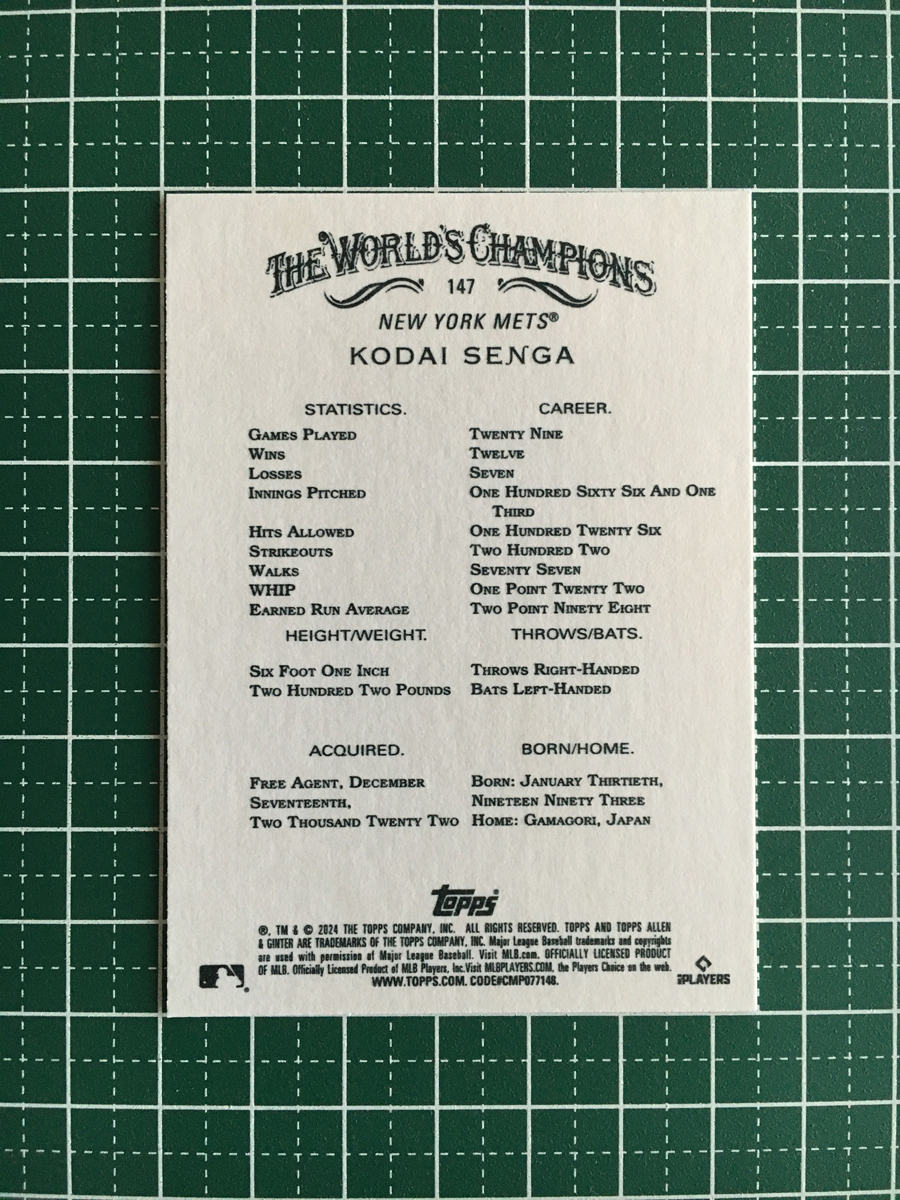 THE WORLD'S CHAMPIONS
147
NEW YORK METS®
KODAI SENGA
STATISTICS. CAREER.
GAMES PLAYED TWENTY NINE
WINS TWELVE
LOSSES SEVEN
INNINGS PITCHED ONE HUNDRED SIXTY SIX AND ONE
THIRD
HITS ALLOWED ONE HUNDRED TWENTY SIX
STRIKEOUTS TWO HUNDRED TWO
WALKS SEVENTY SEVEN
WHIP ONE POINT TWENTY TWO
EARNED RUN AVERAGE TWO POINT NINETY EIGHT
HEIGHT/WEIGHT. THROWS/BATS.
SIX FOOT ONE INCH THROWS RIGHT-HANDED
TWO HUNDRED TWO POUNDS BATS LEFT-HANDED
ACQUIRED. BORN/HOME.
FREE AGENT, DECEMBER BORN: JANUARY THIRTIETH,
SEVENTEENTH, NINETEEN NINETY THREE
TWO THOUSAND TWENTY TWO HOME: GAMAGORI, JAPAN
Topps®
®, TM & © 2024 THE TOPPS COMPANY, INC. ALL RIGHTS RESERVED. TOPPS AND TOPPS ALLEN
& GINTER ARE TRADEMARKS OF THE TOPPS COMPANY, INC. Major League Baseball trademarks and copyrights
are used with permission of Major League Baseball. Visit MLB.com. OFFICIALLY LICENSED PRODUCT
OF MLB. Officially Licensed Product of MLB Players, Inc. Visit MLBPLAYERS.COM, the Players Choice on the web.
WWW.TOPPS.COM. CODE#CMP077148.
PLAYERS